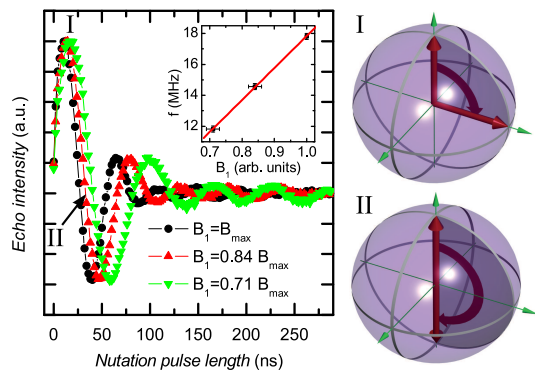 I
II
Echo intensity (a.u.)
0 50 100 150 200 250
Nutation pulse length (ns)
B1=Bmax
B1=0.84 Bmax
B1=0.71 Bmax
f (MHz)
18
16
14
12
0.7 0.8 0.9 1.0
B1 (arb. units)
I
II